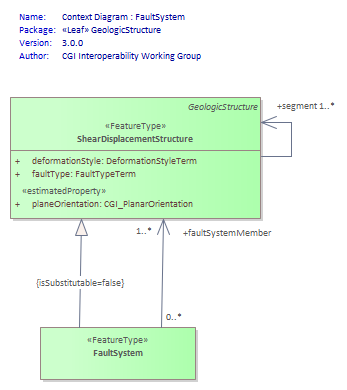 Name: Context Diagram : FaultSystem
Package: «Leaf» GeologicStructure
Version: 3.0.0
Author: CGI Interoperability Working Group
GeologicStructure
+segment 1..*
«FeatureType»
ShearDisplacementStructure
+ deformationStyle: DeformationStyleTerm
+ faultType: FaultTypeTerm
«estimatedProperty»
+ planeOrientation: CGI_PlanarOrientation
1..*
+faultSystemMember
{isSubstitutable=false}
0..*
«FeatureType»
FaultSystem